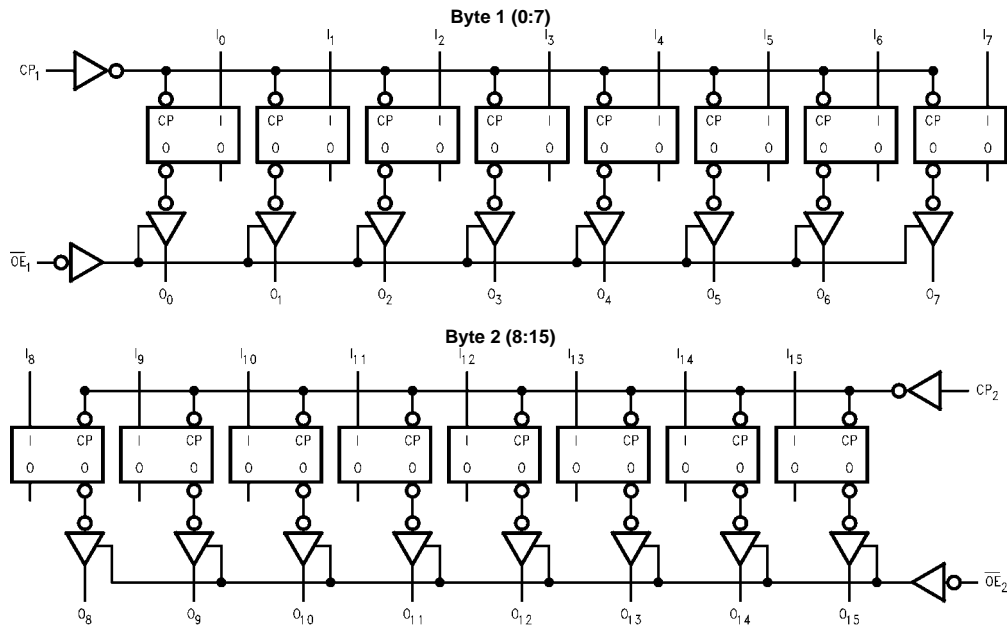 Byte 1 (0:7)
I0 I1 I2 I3 I4 I5 I6 I7
CP1
CP I CP I CP I CP I CP I CP I CP I CP I
O O O O O O O O O O O O O O O O
OE1
O0 O1 O2 O3 O4 O5 O6 O7
Byte 2 (8:15)
I8 I9 I10 I11 I12 I13 I14 I15
CP2
I CP I CP I CP I CP I CP I CP I CP I CP
O O O O O O O O O O O O O O O O
OE2
O8 O9 O10 O11 O12 O13 O14 O15